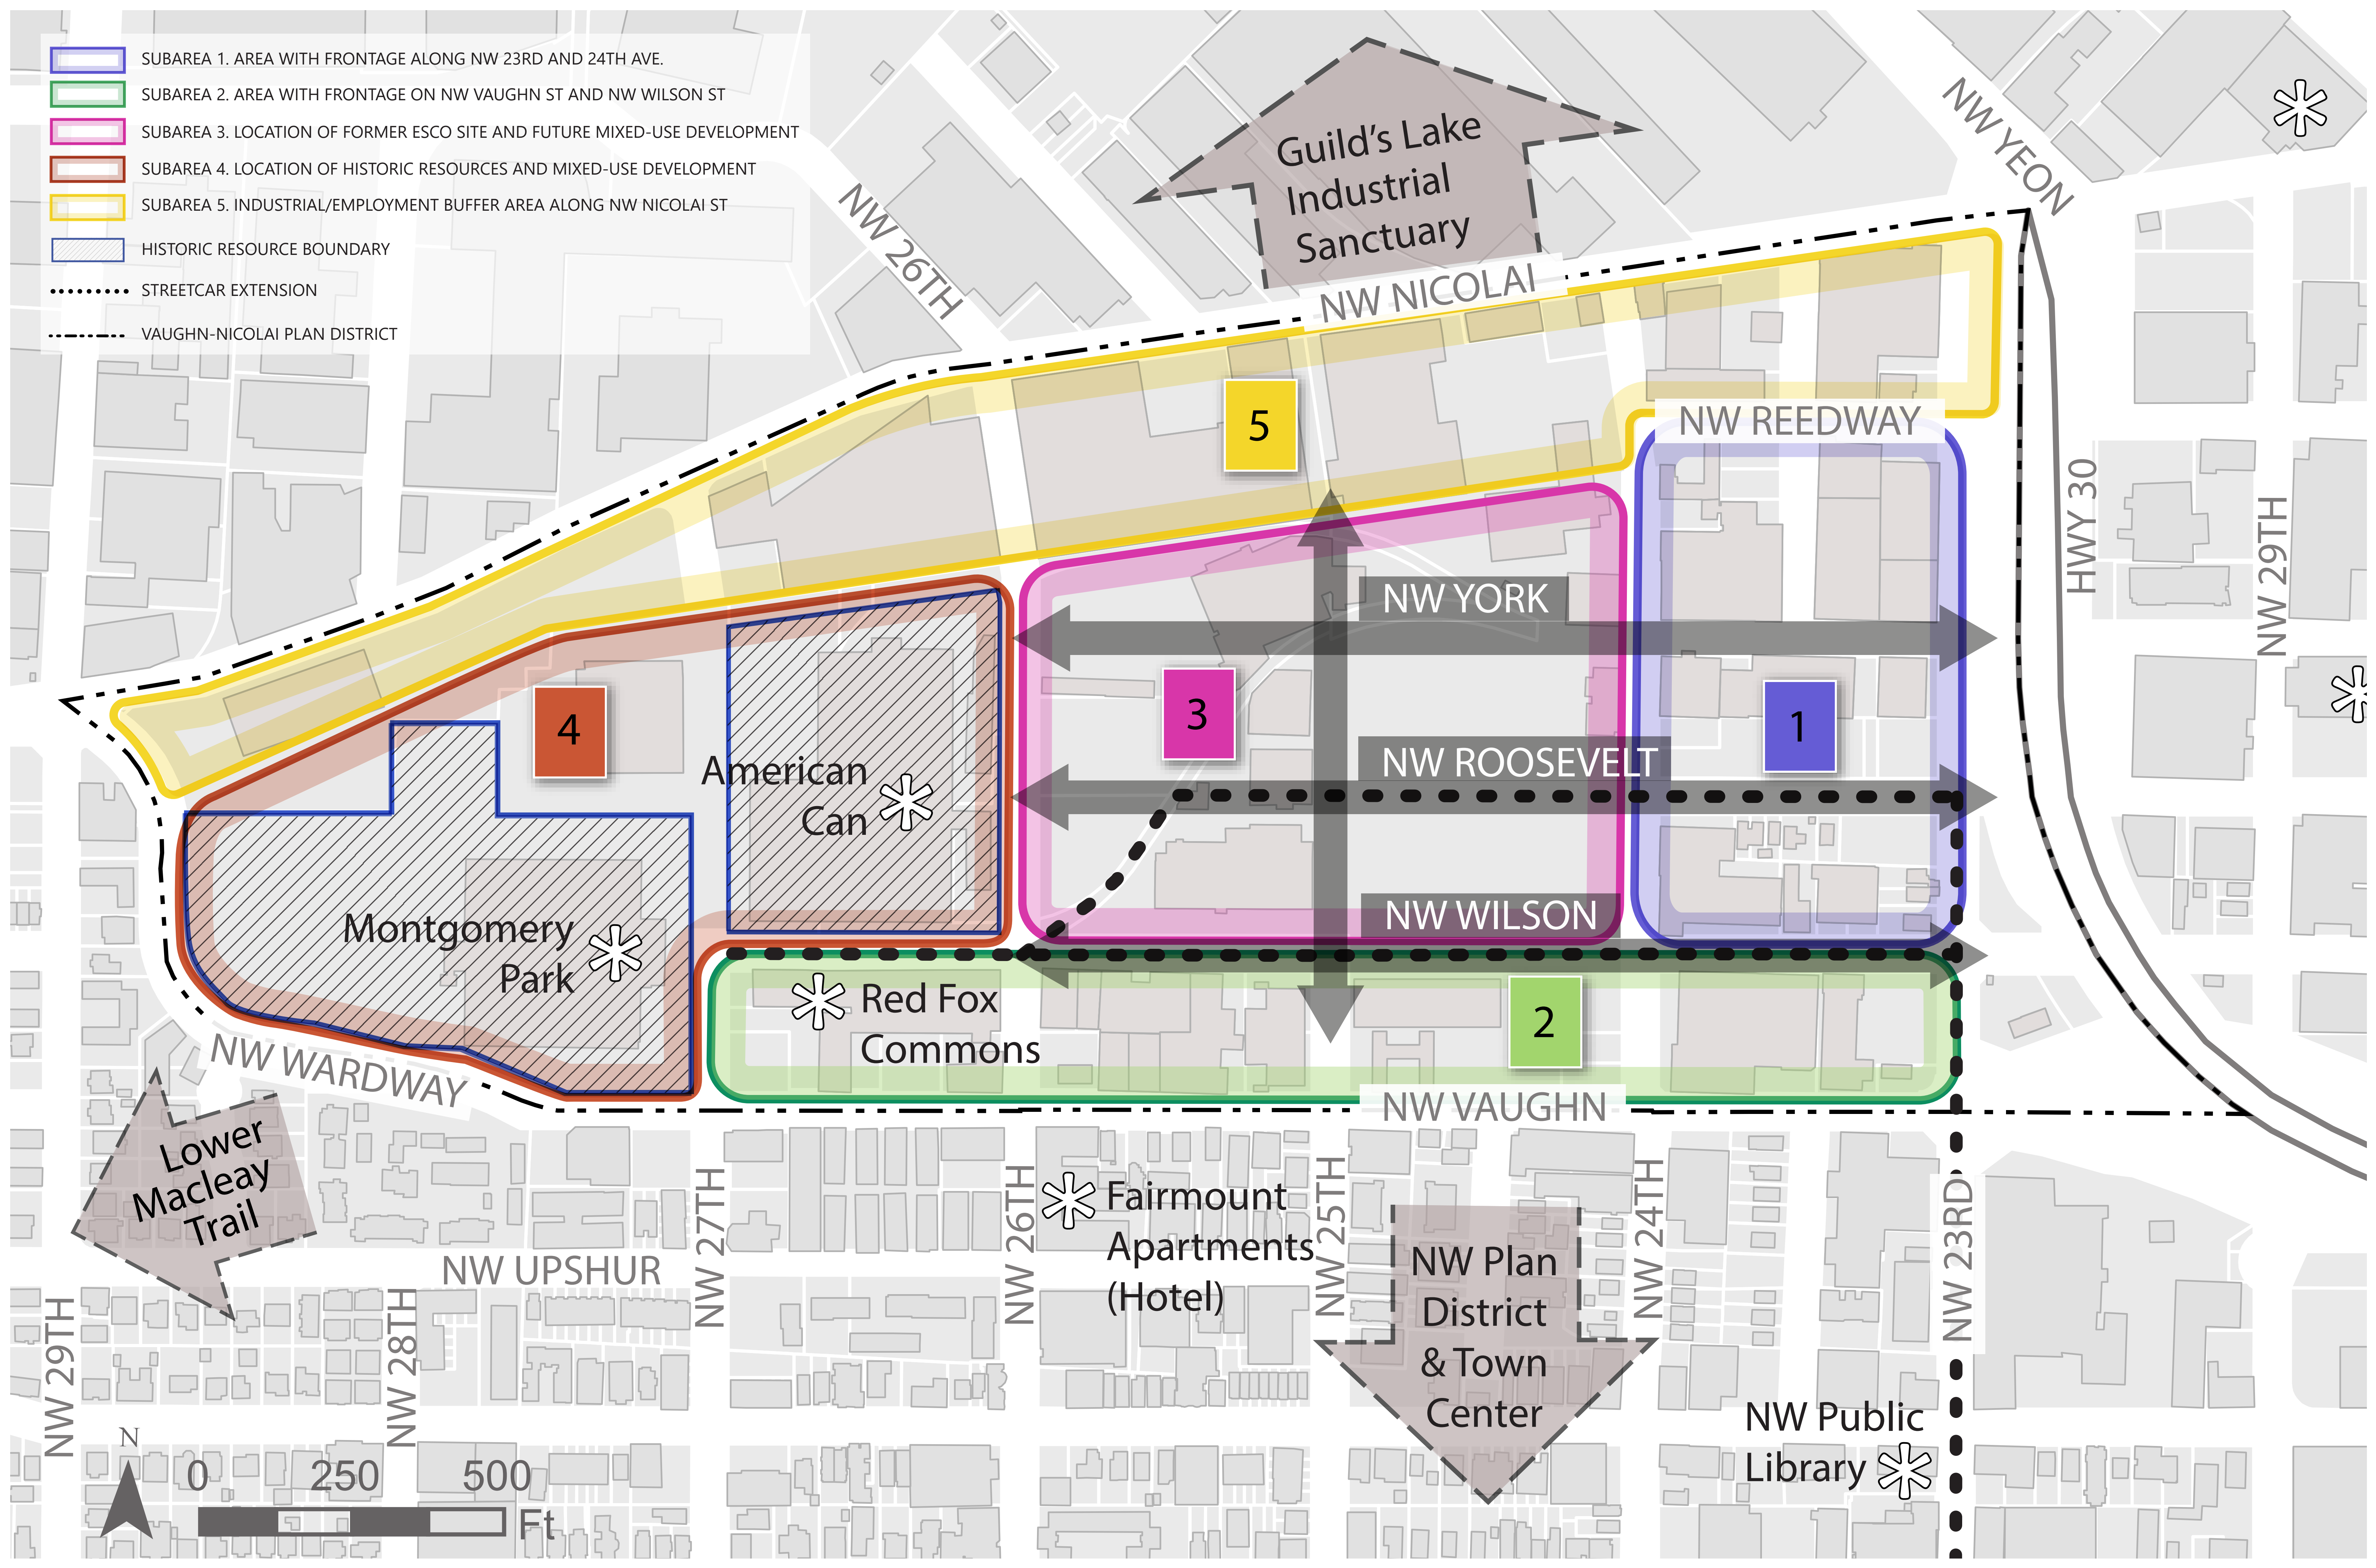 SUBAREA 1. AREA WITH FRONTAGE ALONG NW 23RD AND 24TH AVE.
SUBAREA 2. AREA WITH FRONTAGE ON NW VAUGHN ST AND NW WILSON ST
SUBAREA 3. LOCATION OF FORMER ESCO SITE AND FUTURE MIXED-USE DEVELOPMENT
SUBAREA 4. LOCATION OF HISTORIC RESOURCES AND MIXED-USE DEVELOPMENT
SUBAREA 5. INDUSTRIAL/EMPLOYMENT BUFFER AREA ALONG NW NICOLAI ST
HISTORIC RESOURCE BOUNDARY
STREETCAR EXTENSION
VAUGHN-NICOLAI PLAN DISTRICT
Guild's Lake
Industrial
Sanctuary
NW YEON
NW 26TH
NW NICOLAI
5
NW REEDWAY
HWY 30
NW 29TH
NW YORK
4
3
1
NW ROOSEVELT
American
Can
NW WILSON
Montgomery
Park
Red Fox
Commons
2
NW WARDWAY
NW VAUGHN
Lower
Macleay
Trail
Fairmount
Apartments
(Hotel)
NW 27TH
NW 26TH
NW 25TH
NW 24TH
NW 23RD
NW UPSHUR
NW Plan
District
& Town
Center
NW 29TH
NW 28TH
NW Public
Library
N
0 250 500
Ft